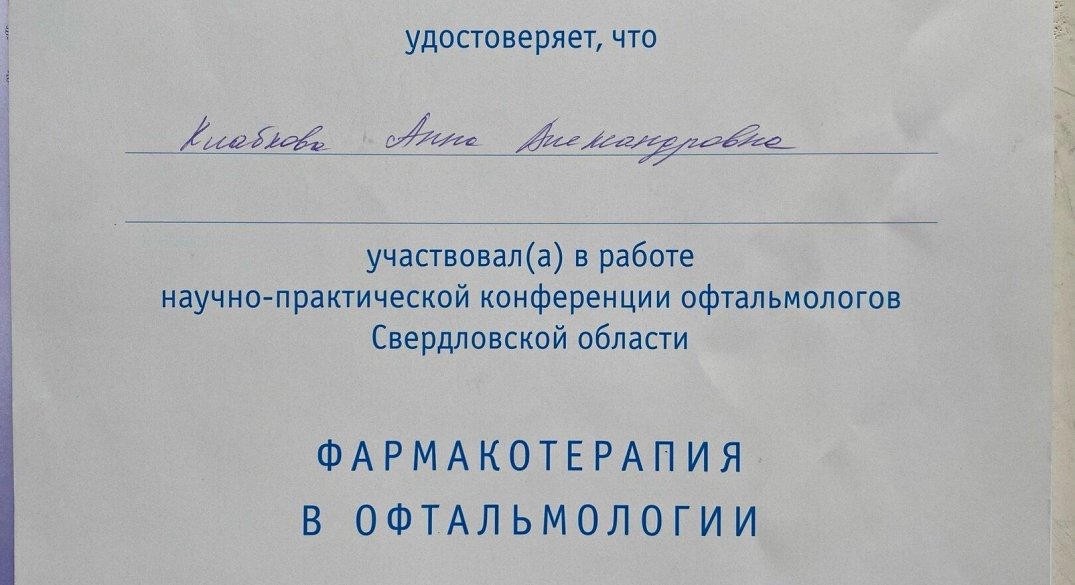 удостоверяет, что
Анна Александровна
участвовал(а) в работе
научно-практической конференции офтальмологов
Свердловской области
ФАРМАКОТЕРАПИЯ
В ОФТАЛЬМОЛОГИИ